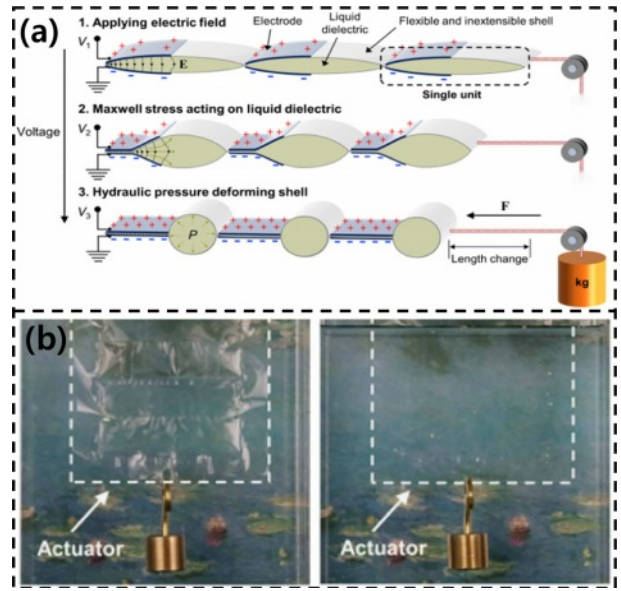 (a)
1. Applying electric field
Electrode
Liquid dielectric
Flexible and inextensible shell
V1
E
Single unit
Voltage
2. Maxwell stress acting on liquid dielectric
V2
3. Hydraulic pressure deforming shell
V3
P
F
Length change
kg
(b)
Actuator
Actuator